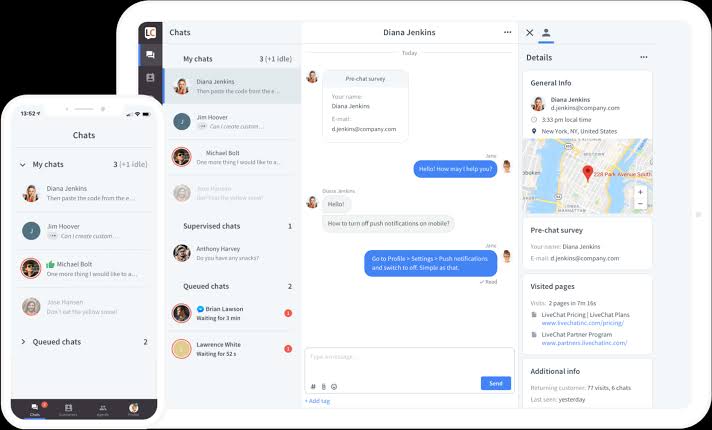 13:52
Chats
My chats
3 (+1 idle)
Diana Jenkins
Then paste the code from the e...
J
Jim Hoover
Can I create custom...
Michael Bolt
One more thing I would like to a...
Jose Hansen
Don't eat the yellow snow!
Queued chats
2
Chats
Customers
Agents
Profile
LC
Chats
My chats
3 (+1 idle)
Diana Jenkins
Then paste the code from the e...
J
Jim Hoover
Can I create custom...
Michael Bolt
One more thing I would like to a...
Jose Hansen
Don't eat the yellow snow!
Supervised chats
1
Anthony Harvey
Do you have any snacks?
Queued chats
2
Brian Lawson
Waiting for 3 min
1
Lawrence White
Waiting for 52 s
1
Diana Jenkins
Today
Pre-chat survey
Your name:
Diana Jenkins
E-mail:
d.jenkins@company.com
Jane
Hello! How may I help you?
Diana Jenkins
Hello!
How to turn off push notifications on mobile?
Jane
Go to Profile > Settings > Push notifications
and switch to off. Simple as that.
✓ Read
Type a message...
#
Send
+ Add tag
Details
General Info
Diana Jenkins
d.jenkins@company.com
3:33 pm local time
New York, NY, United States
MIDTOWN
228 Park Avenue South
LOWER
MANHATTAN
+
−
Pre-chat survey
Your name: Diana Jenkins
E-mail: d.jenkins@company.com
Visited pages
Visits: 2 pages in 7m 16s
LiveChat Pricing | LiveChat Plans
www.livechatinc.com/pricing/
LiveChat Partner Program
www.partners.livechatinc.com/
Additional info
Returning customer: 77 visits, 6 chats
Last seen: yesterday